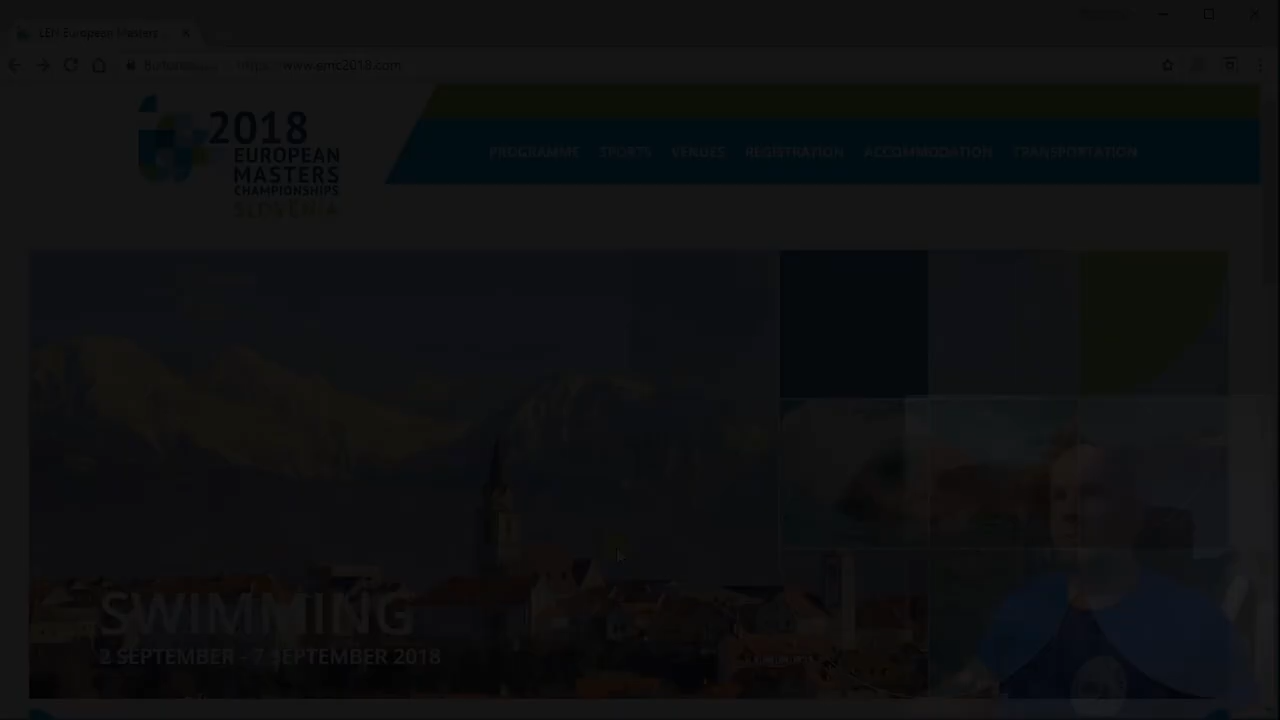 LEN European Masters
www.emc2018.com
2018
EUROPEAN
MASTERS
CHAMPIONSHIPS
SLOVENIA
PROGRAMME SPORTS VENUES REGISTRATION ACCOMMODATION TRANSPORTATION
SWIMMING
2 SEPTEMBER - 7 SEPTEMBER 2018